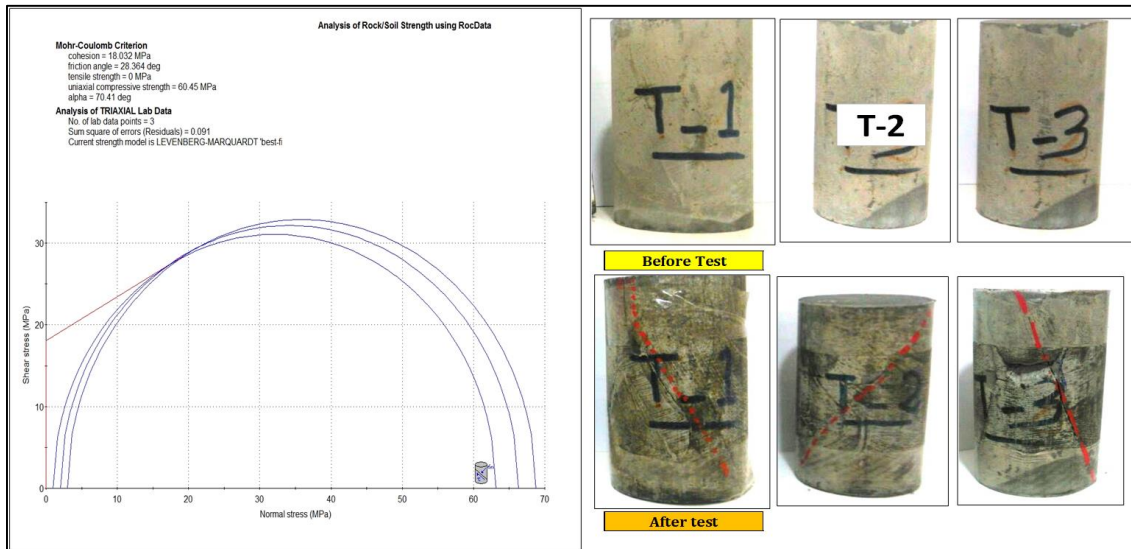 Analysis of Rock/Soil Strength using RocData
Mohr-Coulomb Criterion
cohesion = 18.032 MPa
friction angle = 28.364 deg
tensile strength = 0 MPa
uniaxial compressive strength = 60.45 MPa
alpha = 70.41 deg
Analysis of TRIAXIAL Lab Data
No. of lab data points = 3
Sum square of errors (Residuals) = 0.091
Current strength model is LEVENBERG-MARQUARDT 'best-fi
Shear stress (MPa)
30
20
10
0
0 10 20 30 40 50 60 70
Normal stress (MPa)
T-1
T-2
T-3
Before Test
T-1
T-2
T-3
After test